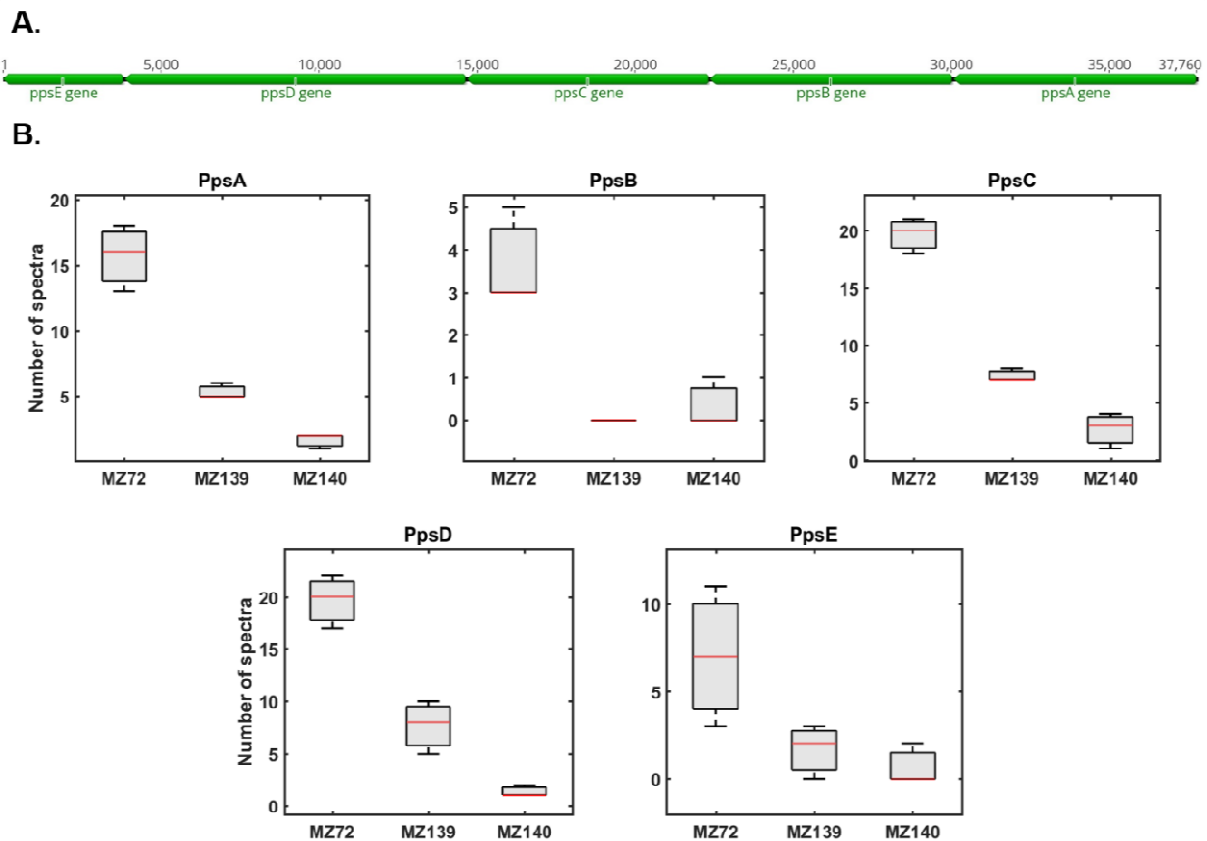 A.
1 5,000 10,000 15,000 20,000 25,000 30,000 35,000 37,760
ppsE gene ppsD gene ppsC gene ppsB gene ppsA gene
B.
PpsA
Number of spectra
20
15
10
5
MZ72 MZ139 MZ140
PpsB
5
4
3
2
1
0
MZ72 MZ139 MZ140
PpsC
20
15
10
5
0
MZ72 MZ139 MZ140
PpsD
Number of spectra
20
15
10
5
0
MZ72 MZ139 MZ140
PpsE
10
5
0
MZ72 MZ139 MZ140